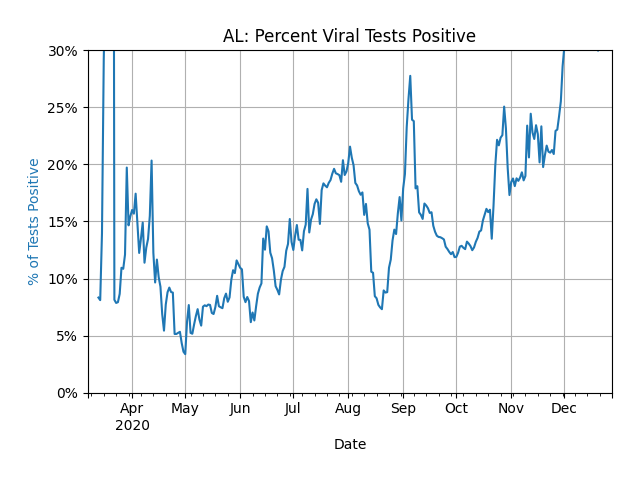 AL: Percent Viral Tests Positive
30%
25%
20%
15%
10%
5%
0%
% of Tests Positive
Apr May Jun Jul Aug Sep Oct Nov Dec
2020
Date